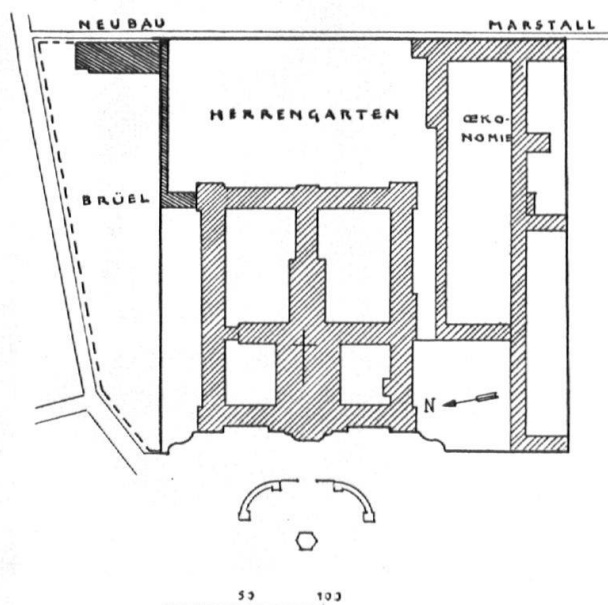 NEUBAU MARSTALL
HERRENGARTEN
ŒKO-
NOMIE
BRÜEL
N
50 100